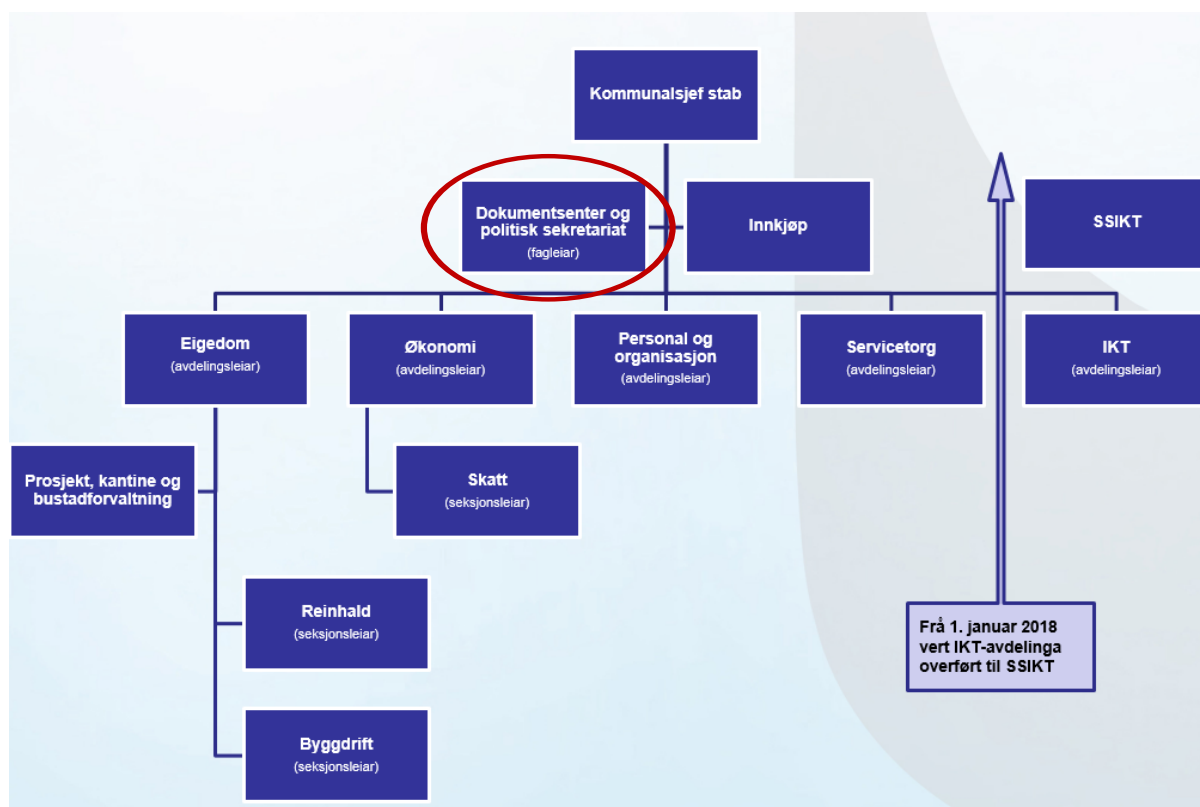 Kommunalsjef stab
Dokumentsenter og
politisk sekretariat
(fagleiar)
Innkjøp
SSIKT
Eigedom
(avdelingsleiar)
Økonomi
(avdelingsleiar)
Personal og
organisasjon
(avdelingsleiar)
Servicetorg
(avdelingsleiar)
IKT
(avdelingsleiar)
Prosjekt, kantine og
bustadforvaltning
Skatt
(seksjonsleiar)
Reinhald
(seksjonsleiar)
Frå 1. januar 2018
vert IKT-avdelinga
overført til SSIKT
Byggdrift
(seksjonsleiar)